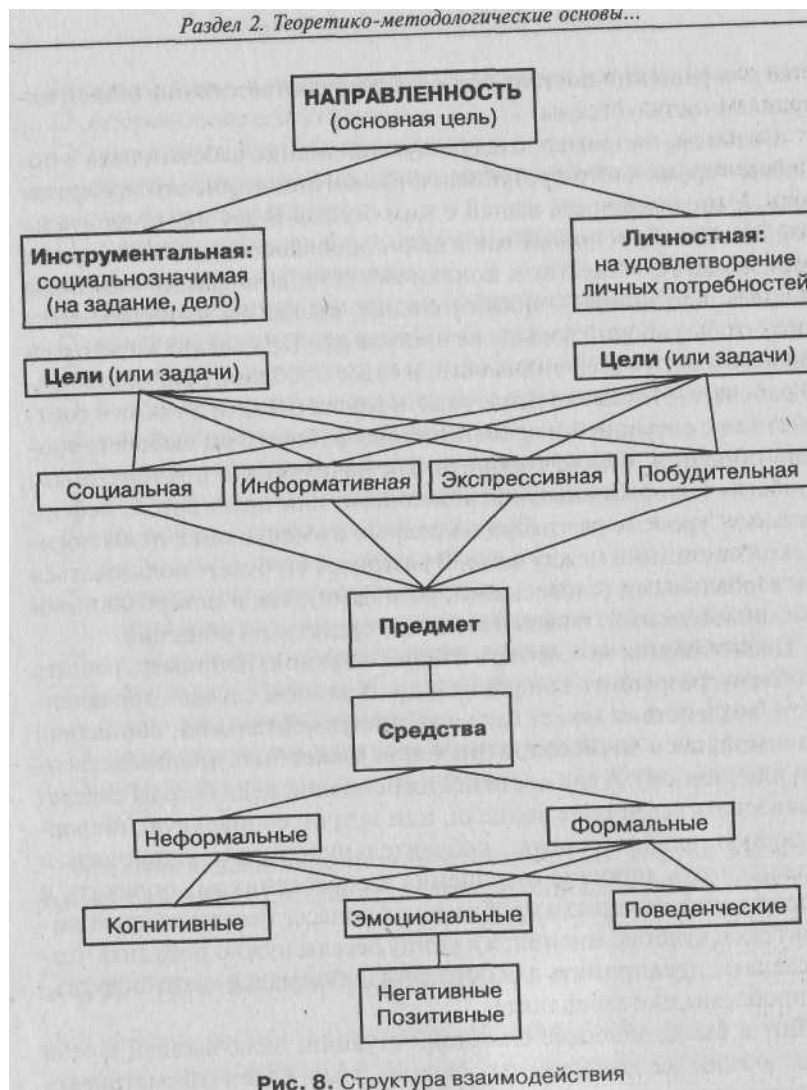 Раздел 2. Теоретико-методологические основы...
НАПРАВЛЕННОСТЬ
(основная цель)
Инструментальная:
социальнозначимая
(на задание, дело)
Личностная:
на удовлетворение
личных потребностей
Цели (или задачи)
Цели (или задачи)
Социальная
Информативная
Экспрессивная
Побудительная
Предмет
Средства
Неформальные
Формальные
Когнитивные
Эмоциональные
Поведенческие
Негативные
Позитивные
Рис. 8. Структура взаимодействия